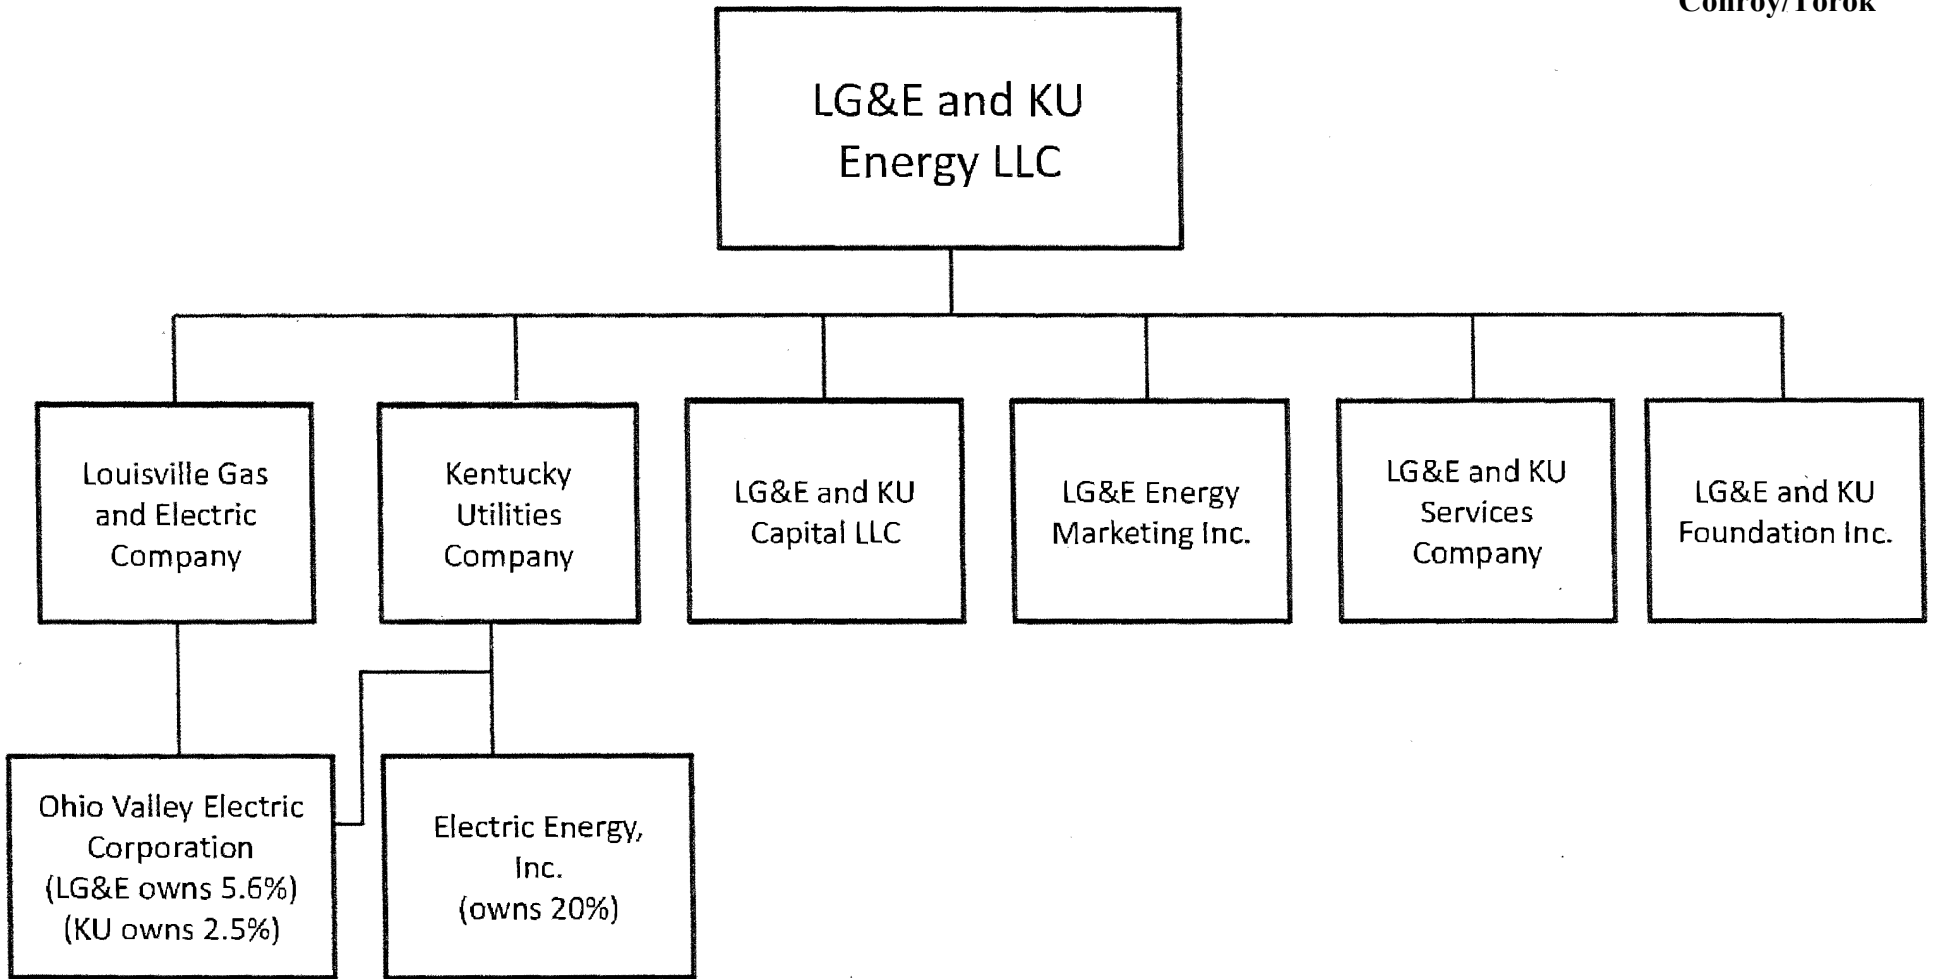 Conroy/Torok
LG&E and KU
Energy LLC
Louisville Gas
and Electric
Company
Kentucky
Utilities
Company
LG&E and KU
Capital LLC
LG&E Energy
Marketing Inc.
LG&E and KU
Services
Company
LG&E and KU
Foundation Inc.
Ohio Valley Electric
Corporation
(LG&E owns 5.6%)
(KU owns 2.5%)
Electric Energy,
Inc.
(owns 20%)